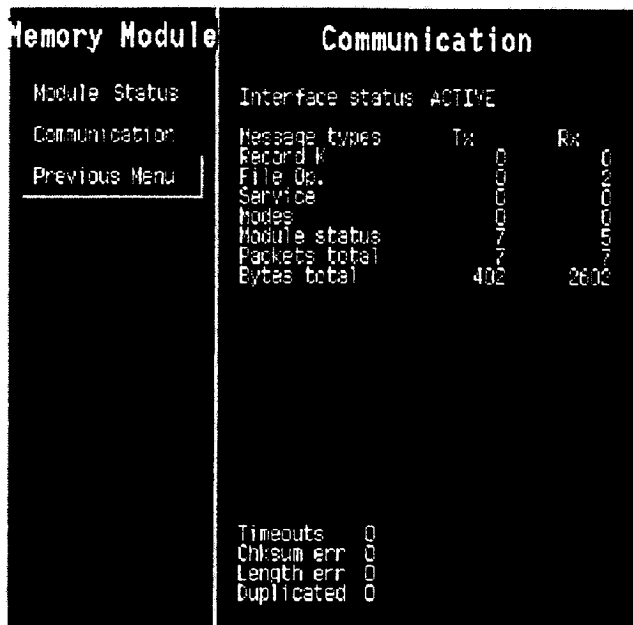 Memory Module
Module Status
Communication
Previous Menu
Communication
Interface status ACTIVE
Message types Tx Rx
Record K 0 0
File Op. 0 2
Service 0 0
Nodes 0 0
Module status 7 5
Packets total 7 7
Bytes total 402 2602
Timeouts 0
Chksum err 0
Length err 0
Duplicated 0